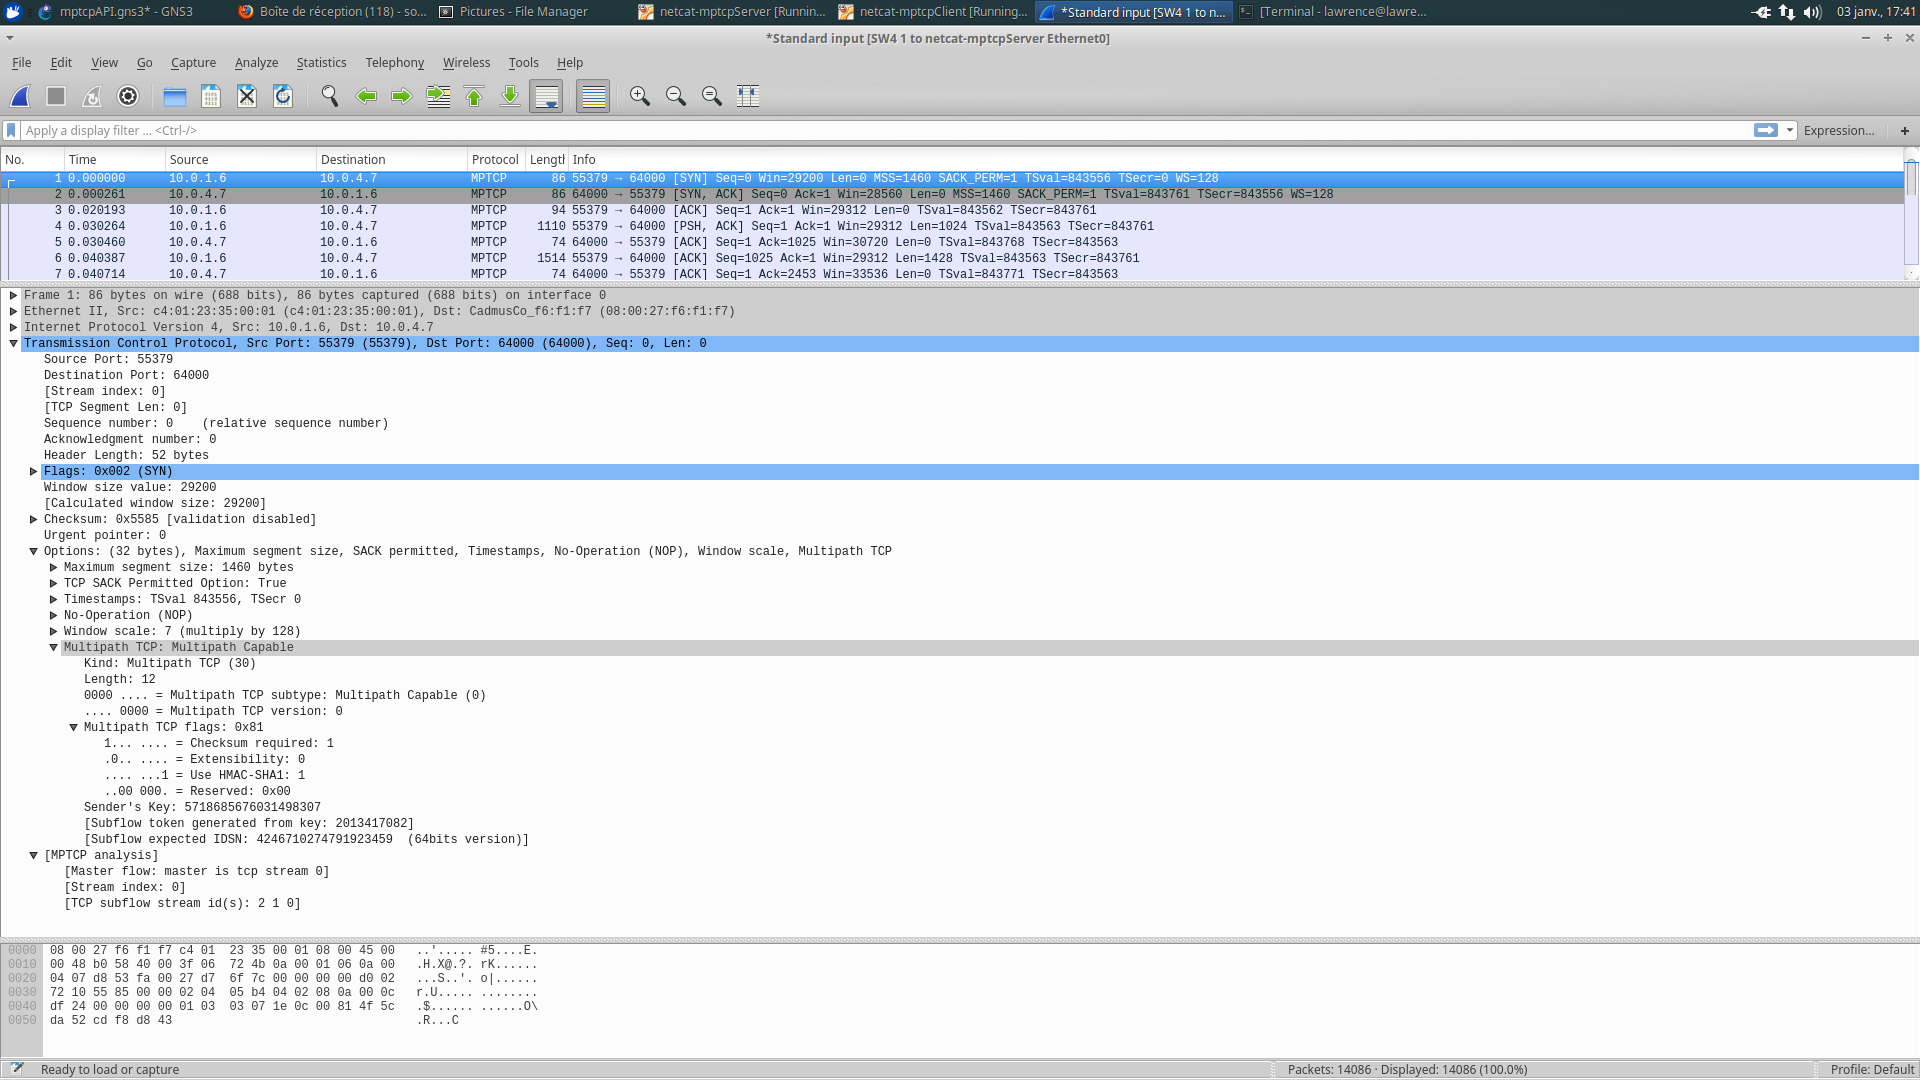 mptcpAPI.gns3* - GNS3
Boîte de réception (118) - so...
Pictures - File Manager
netcat-mptcpServer [Runnin...
netcat-mptcpClient [Running...
*Standard input [SW4 1 to n...
[Terminal - lawrence@lawre...
03 janv., 17:41
*Standard input [SW4 1 to netcat-mptcpServer Ethernet0]
File Edit View Go Capture Analyze Statistics Telephony Wireless Tools Help
Apply a display filter ... <Ctrl-/> Expression... +
No. Time Source Destination Protocol Length Info
1 0.000000 10.0.1.6 10.0.4.7 MPTCP 86 55379 → 64000 [SYN] Seq=0 Win=29200 Len=0 MSS=1460 SACK_PERM=1 TSval=843556 TSecr=0 WS=128
2 0.000261 10.0.4.7 10.0.1.6 MPTCP 86 64000 → 55379 [SYN, ACK] Seq=0 Ack=1 Win=28560 Len=0 MSS=1460 SACK_PERM=1 TSval=843761 TSecr=843556 WS=128
3 0.020193 10.0.1.6 10.0.4.7 MPTCP 94 55379 → 64000 [ACK] Seq=1 Ack=1 Win=29312 Len=0 TSval=843562 TSecr=843761
4 0.030264 10.0.1.6 10.0.4.7 MPTCP 1110 55379 → 64000 [PSH, ACK] Seq=1 Ack=1 Win=29312 Len=1024 TSval=843563 TSecr=843761
5 0.030460 10.0.4.7 10.0.1.6 MPTCP 74 64000 → 55379 [ACK] Seq=1 Ack=1025 Win=30720 Len=0 TSval=843768 TSecr=843563
6 0.040387 10.0.1.6 10.0.4.7 MPTCP 1514 55379 → 64000 [ACK] Seq=1025 Ack=1 Win=29312 Len=1428 TSval=843563 TSecr=843761
7 0.040714 10.0.4.7 10.0.1.6 MPTCP 74 64000 → 55379 [ACK] Seq=1 Ack=2453 Win=33536 Len=0 TSval=843771 TSecr=843563
Frame 1: 86 bytes on wire (688 bits), 86 bytes captured (688 bits) on interface 0
Ethernet II, Src: c4:01:23:35:00:01 (c4:01:23:35:00:01), Dst: CadmusCo_f6:f1:f7 (08:00:27:f6:f1:f7)
Internet Protocol Version 4, Src: 10.0.1.6, Dst: 10.0.4.7
Transmission Control Protocol, Src Port: 55379 (55379), Dst Port: 64000 (64000), Seq: 0, Len: 0
Source Port: 55379
Destination Port: 64000
[Stream index: 0]
[TCP Segment Len: 0]
Sequence number: 0 (relative sequence number)
Acknowledgment number: 0
Header Length: 52 bytes
Flags: 0x002 (SYN)
Window size value: 29200
[Calculated window size: 29200]
Checksum: 0x5585 [validation disabled]
Urgent pointer: 0
Options: (32 bytes), Maximum segment size, SACK permitted, Timestamps, No-Operation (NOP), Window scale, Multipath TCP
Maximum segment size: 1460 bytes
TCP SACK Permitted Option: True
Timestamps: TSval 843556, TSecr 0
No-Operation (NOP)
Window scale: 7 (multiply by 128)
Multipath TCP: Multipath Capable
Kind: Multipath TCP (30)
Length: 12
0000 .... = Multipath TCP subtype: Multipath Capable (0)
.... 0000 = Multipath TCP version: 0
Multipath TCP flags: 0x81
1... .... = Checksum required: 1
.0.. .... = Extensibility: 0
.... ...1 = Use HMAC-SHA1: 1
..00 000. = Reserved: 0x00
Sender's Key: 5718685676031498307
[Subflow token generated from key: 2013417082]
[Subflow expected IDSN: 4246710274791923459 (64bits version)]
[MPTCP analysis]
[Master flow: master is tcp stream 0]
[Stream index: 0]
[TCP subflow stream id(s): 2 1 0]
0000 08 00 27 f6 f1 f7 c4 01 23 35 00 01 08 00 45 00 ..'..... #5....E.
0010 00 48 b0 58 40 00 3f 06 72 4b 0a 00 01 06 0a 00 .H.X@.?. rK......
0020 04 07 d8 53 fa 00 27 d7 6f 7c 00 00 00 00 d0 02 ...S..'. o|......
0030 72 10 55 85 00 00 02 04 05 b4 04 02 08 0a 00 0c r.U..... ........
0040 df 24 00 00 00 00 01 03 03 07 1e 0c 00 81 4f 5c .$...... ......O\
0050 da 52 cd f8 d8 43 .R...C
Ready to load or capture Packets: 14086 · Displayed: 14086 (100.0%) Profile: Default